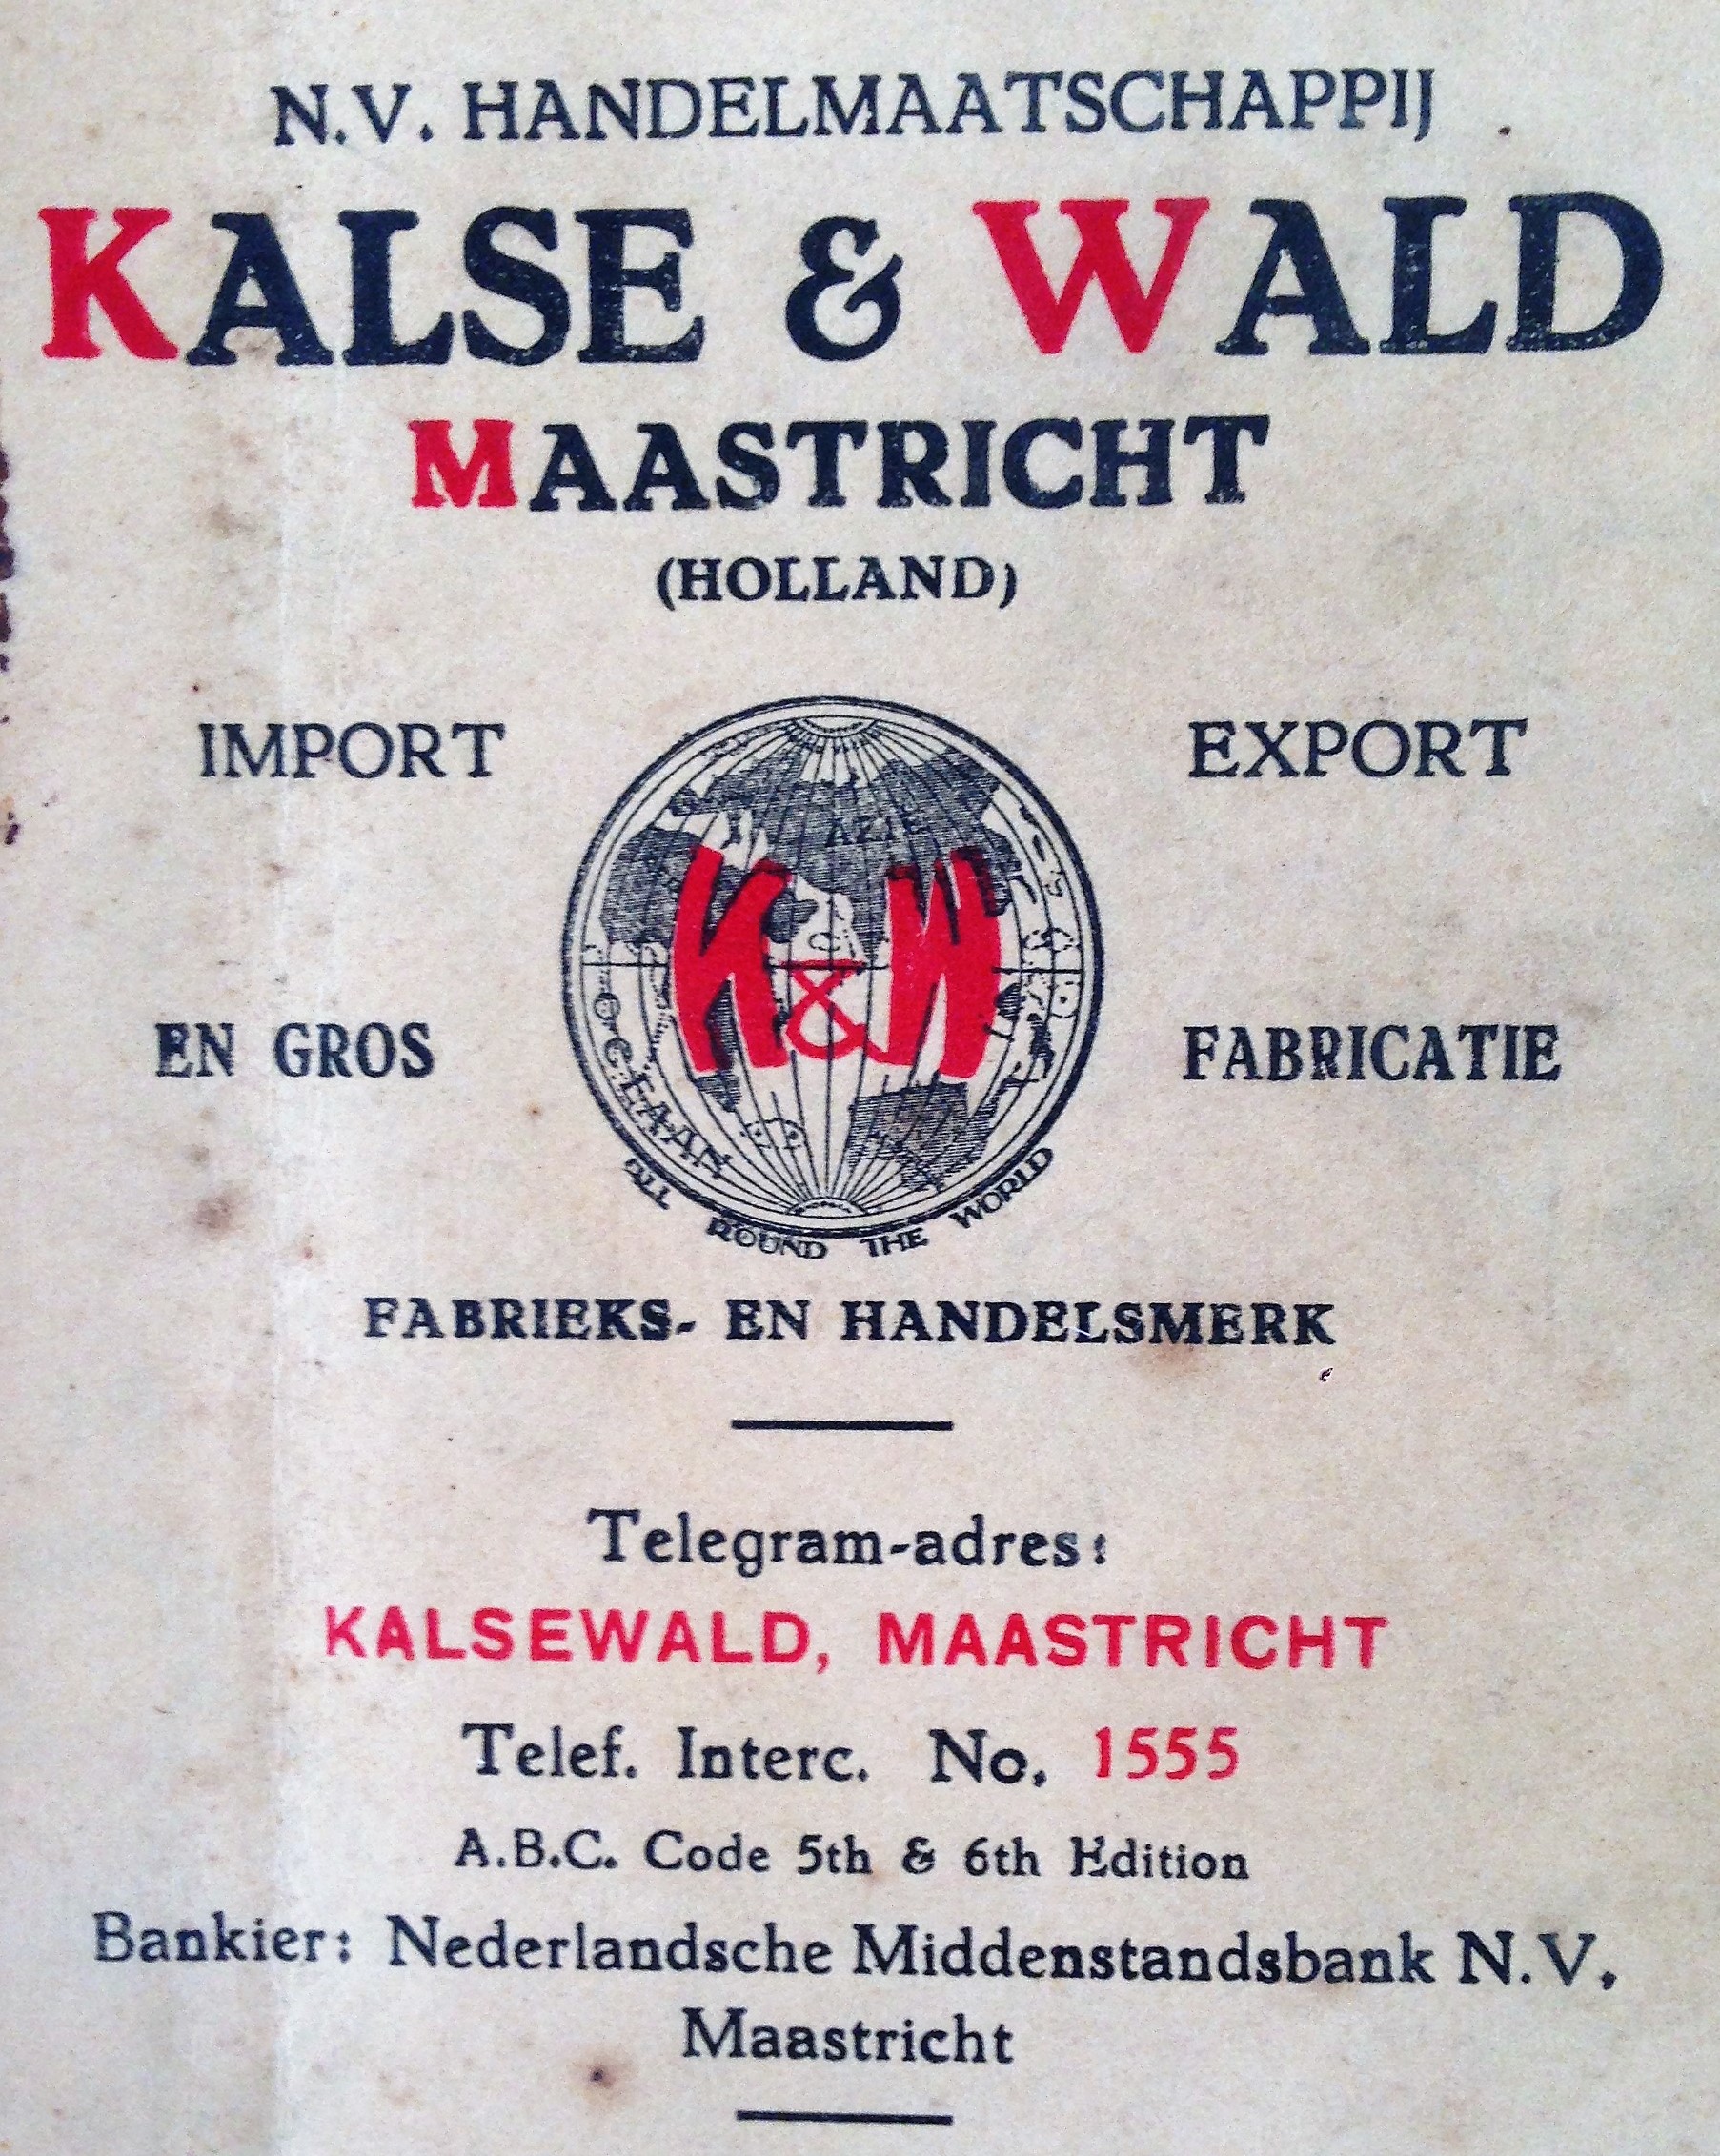 N.V. HANDELMAATSCHAPPIJ
KALSE & WALD
MAASTRICHT
(HOLLAND)
IMPORT
EXPORT
AZIE
K & W
EN GROS
FABRICATIE
OCEAAN
ALL ROUND THE WORLD
FABRIEKS- EN HANDELSMERK
Telegram-adres:
KALSEWALD, MAASTRICHT
Telef. Interc. No. 1555
A.B.C. Code 5th & 6th Edition
Bankier: Nederlandsche Middenstandsbank N.V.
Maastricht